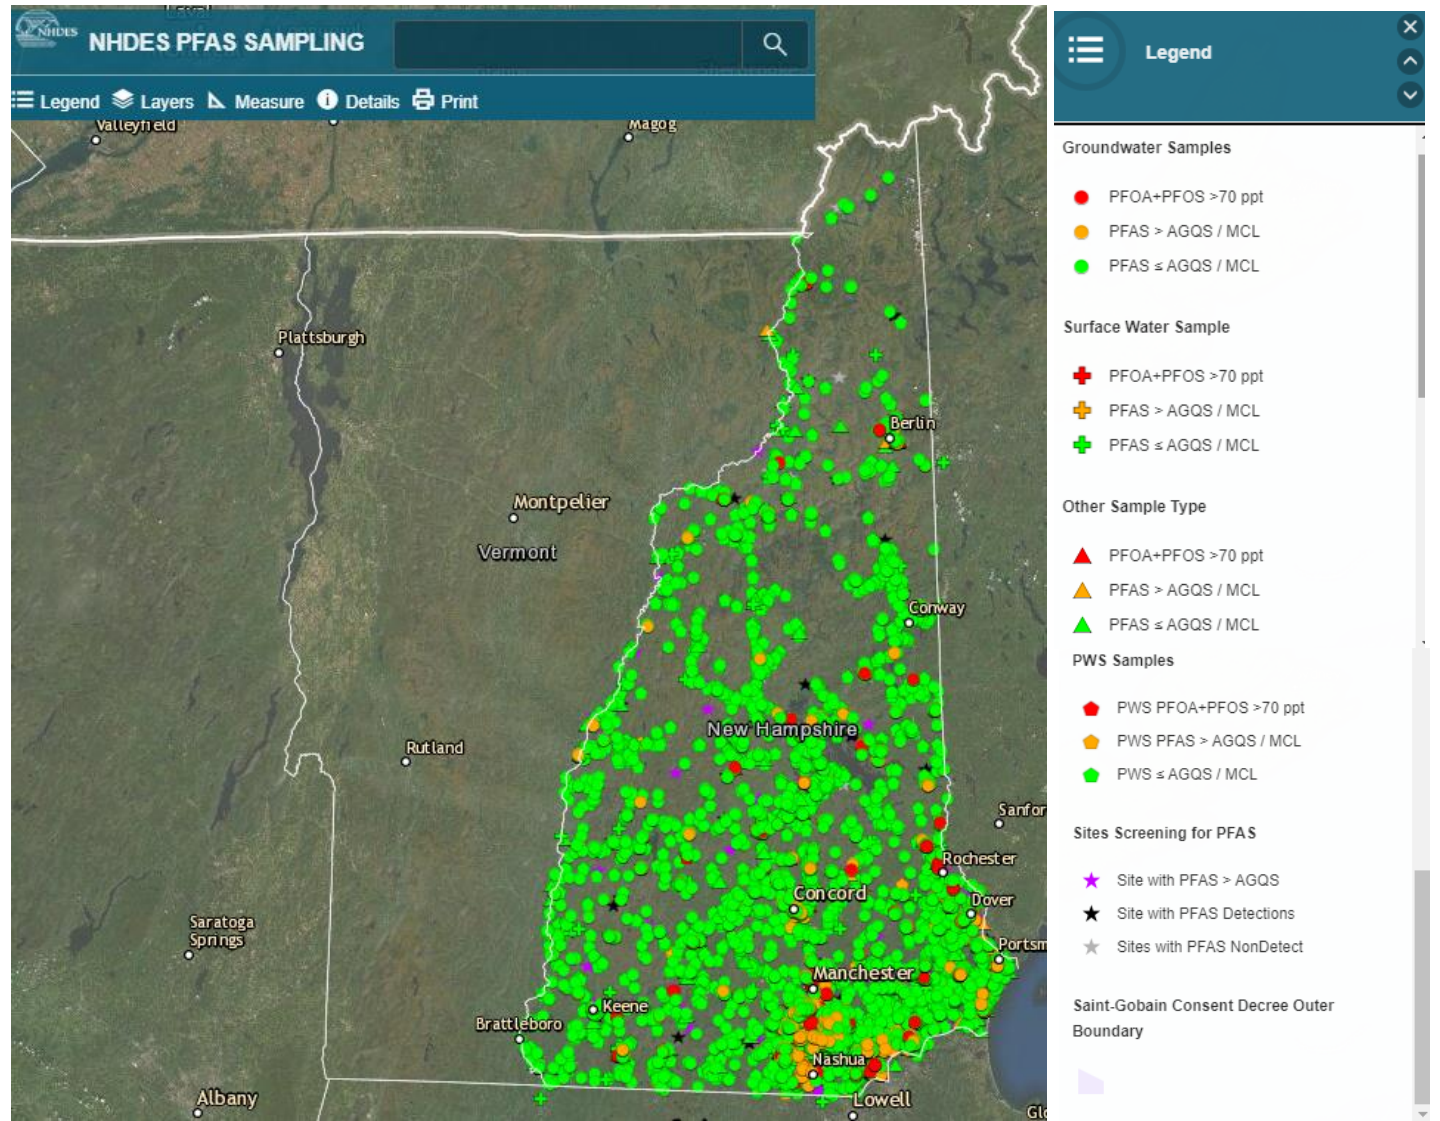 NHDES
NHDES PFAS SAMPLING
Legend Layers Measure Details Print
Valleyfield
Magog
Plattsburgh
Berlin
Montpelier
Vermont
Conway
New Hampshire
Rutland
Sanfor
Rochester
Concord
Dover
Saratoga
Springs
Portsm
Manchester
Keene
Brattleboro
Nashua
Albany
Lowell
Glo
Legend
Groundwater Samples
PFOA+PFOS >70 ppt
PFAS > AGQS / MCL
PFAS ≤ AGQS / MCL
Surface Water Sample
PFOA+PFOS >70 ppt
PFAS > AGQS / MCL
PFAS ≤ AGQS / MCL
Other Sample Type
PFOA+PFOS >70 ppt
PFAS > AGQS / MCL
PFAS ≤ AGQS / MCL
PWS Samples
PWS PFOA+PFOS >70 ppt
PWS PFAS > AGQS / MCL
PWS ≤ AGQS / MCL
Sites Screening for PFAS
Site with PFAS > AGQS
Site with PFAS Detections
Sites with PFAS NonDetect
Saint-Gobain Consent Decree Outer
Boundary